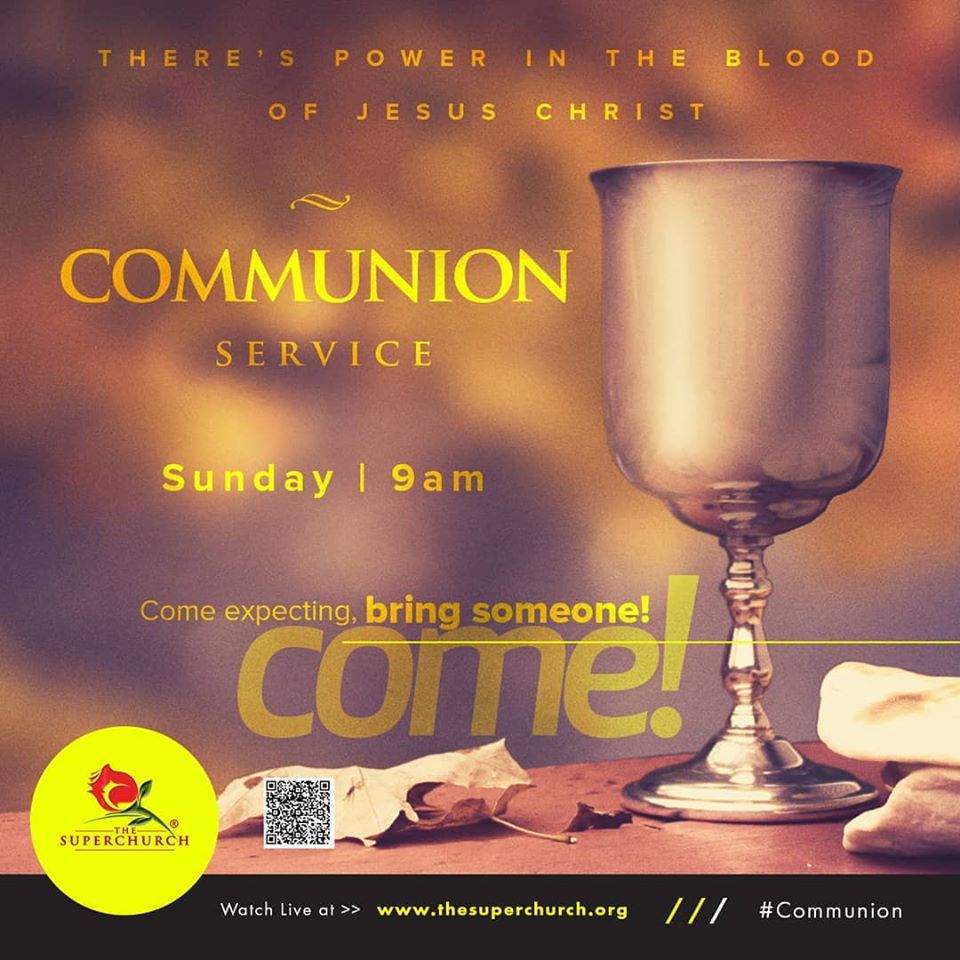 THERE'S POWER IN THE BLOOD
OF JESUS CHRIST
COMMUNION
SERVICE
Sunday | 9am
Come expecting, bring someone!
come!
THE
SUPERCHURCH ®
Watch Live at >> www.thesuperchurch.org /// #Communion